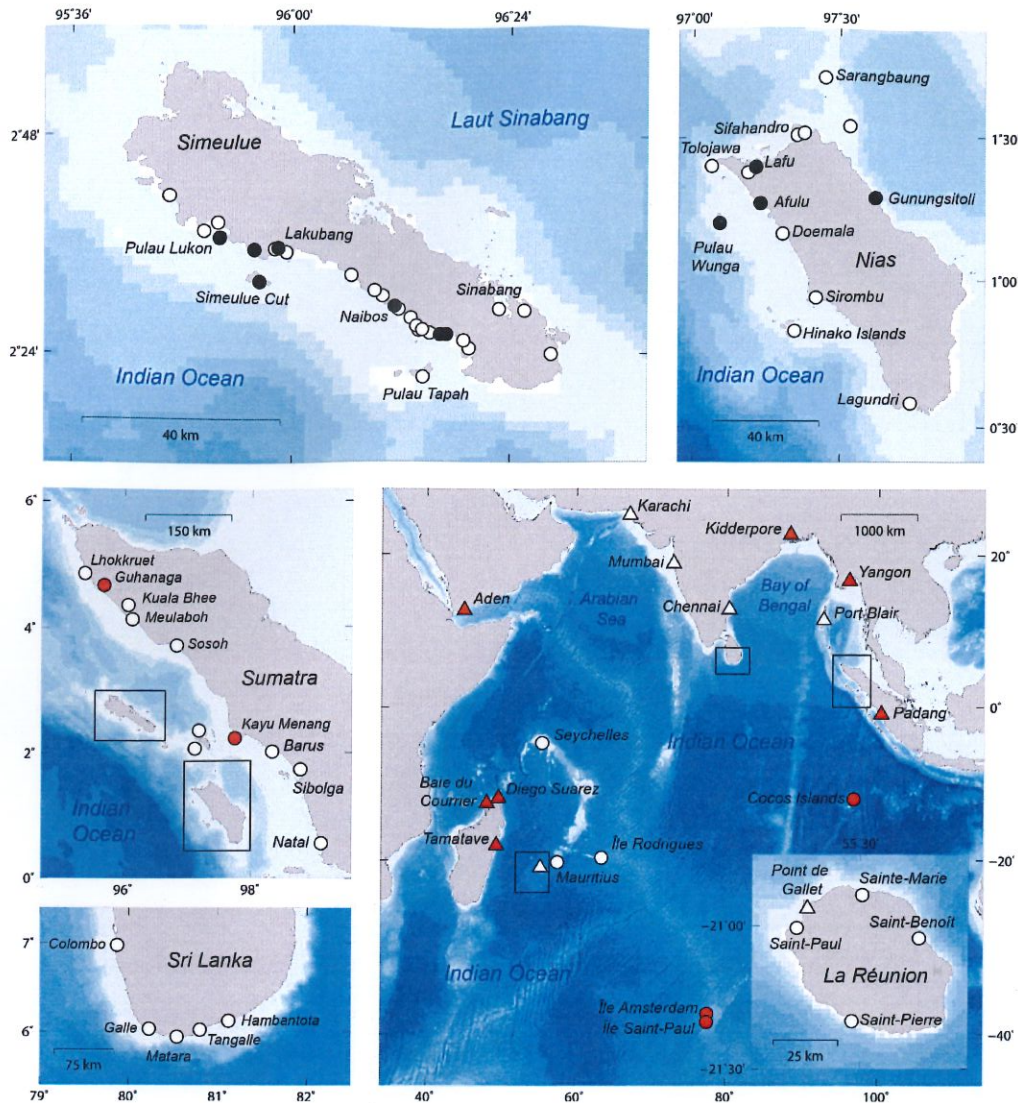 95°36'
96°00'
96°24'
2°48'
2°24'
Simeulue
Laut Sinabang
Pulau Lukon
Lakubang
Simeulue Cut
Naibos
Sinabang
Pulau Tapah
Indian Ocean
40 km
97°00'
97°30'
Sarangbaung
Sifahandro
Tolojawa
Lafu
1°30'
Afulu
Gunungsitoli
Pulau
Wunga
Doemala
Nias
1°00'
Sirombu
Hinako Islands
Indian Ocean
Lagundri
40 km
0°30'
6°
4°
2°
0°
150 km
Lhokkruet
Guhanaga
Kuala Bhee
Meulaboh
Sosoh
Sumatra
Kayu Menang
Barus
Sibolga
Indian
Ocean
Natal
96°
98°
7°
6°
Colombo
Sri Lanka
Galle
Matara
Tangalle
Hambantota
75 km
79°
80°
81°
Karachi
Kidderpore
1000 km
20°
Mumbai
Yangon
Aden
Arabian
Sea
Chennai
Bay of
Bengal
Port Blair
0°
Padang
Seychelles
Indian Ocean
Baie du
Courrier
Diego Suarez
Cocos Islands
Tamatave
Île Rodrigues
Mauritius
−20°
55°30'
Point de
Gallet
Sainte-Marie
−21°00'
Saint-Paul
Saint-Benoît
La Réunion
Indian Ocean
Île Amsterdam
Île Saint-Paul
Saint-Pierre
25 km
−21°30'
−40°
40°
60°
80°
100°